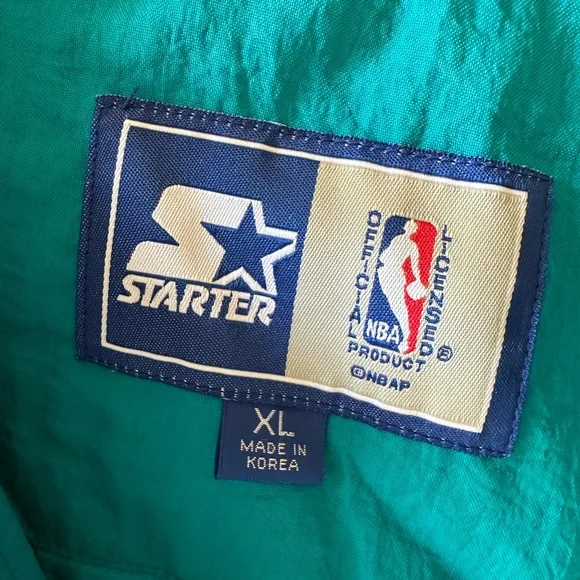 STARTER
OFFICIAL LICENSED
NBA
PRODUCT ®
©NBAP
XL
MADE IN
KOREA